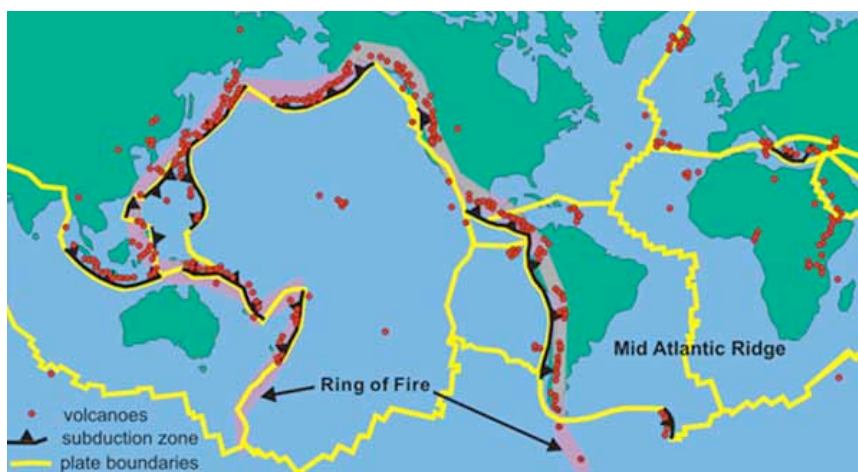 Mid Atlantic Ridge
Ring of Fire
volcanoes
subduction zone
plate boundaries